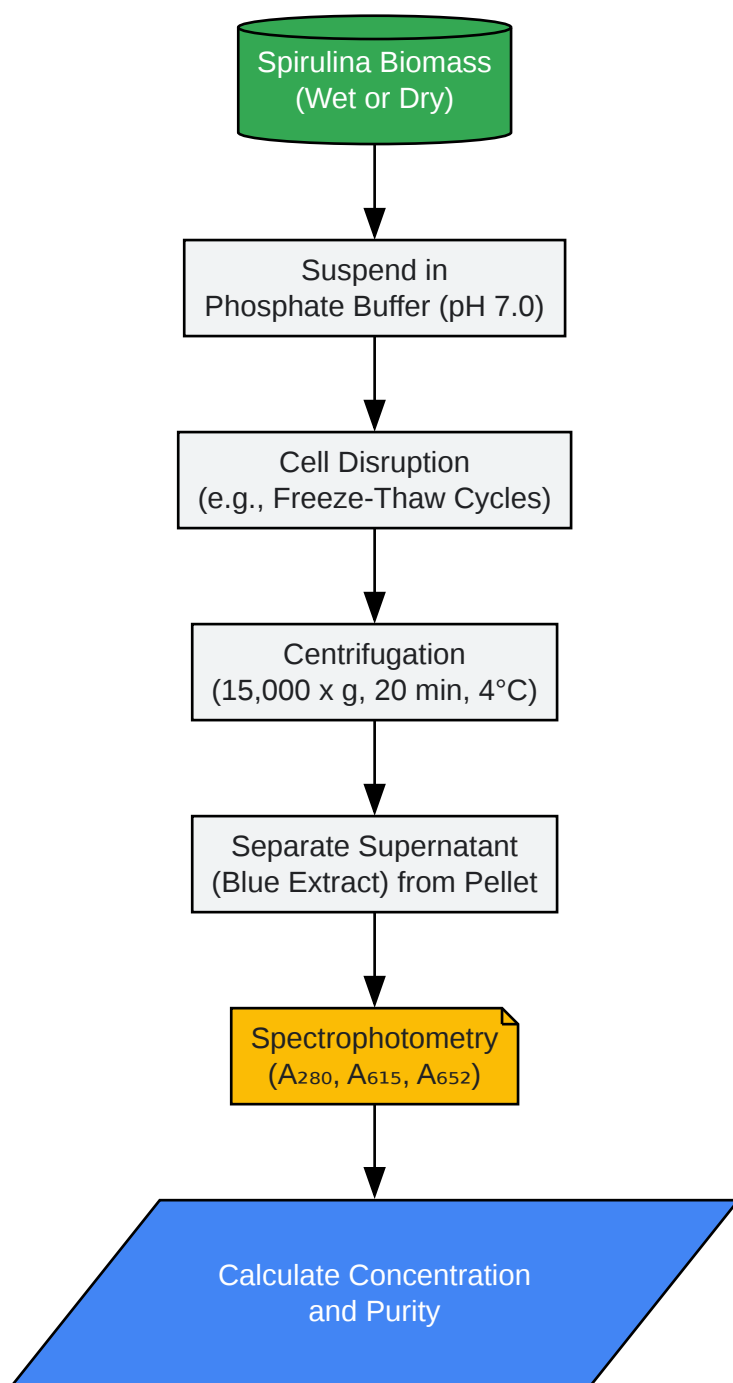 Spirulina Biomass
(Wet or Dry)
Suspend in
Phosphate Buffer (pH 7.0)
Cell Disruption
(e.g., Freeze-Thaw Cycles)
Centrifugation
(15,000 x g, 20 min, 4°C)
Separate Supernatant
(Blue Extract) from Pellet
Spectrophotometry
(A₂₈₀, A₆₁₅, A₆₅₂)
Calculate Concentration
and Purity